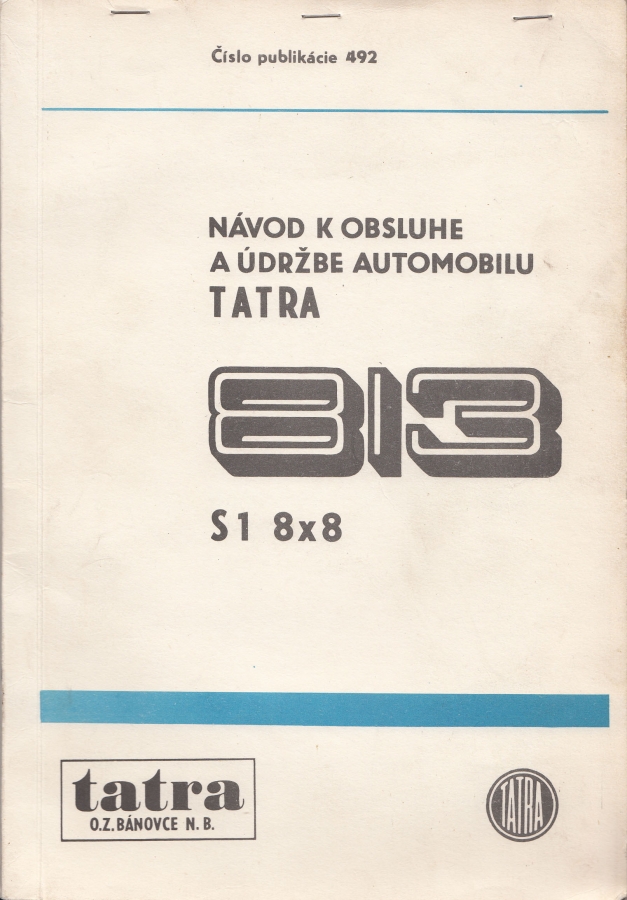 Číslo publikácie 492
NÁVOD K OBSLUHE
A ÚDRŽBE AUTOMOBILU
TATRA
813
S1 8x8
tatra
O.Z. BÁNOVCE N. B.
TATRA